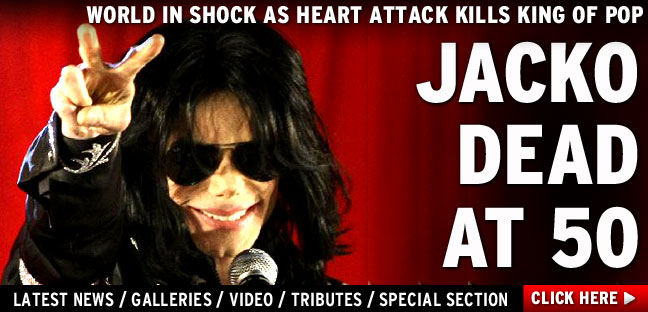 WORLD IN SHOCK AS HEART ATTACK KILLS KING OF POP
JACKO
DEAD
AT 50
LATEST NEWS / GALLERIES / VIDEO / TRIBUTES / SPECIAL SECTION CLICK HERE